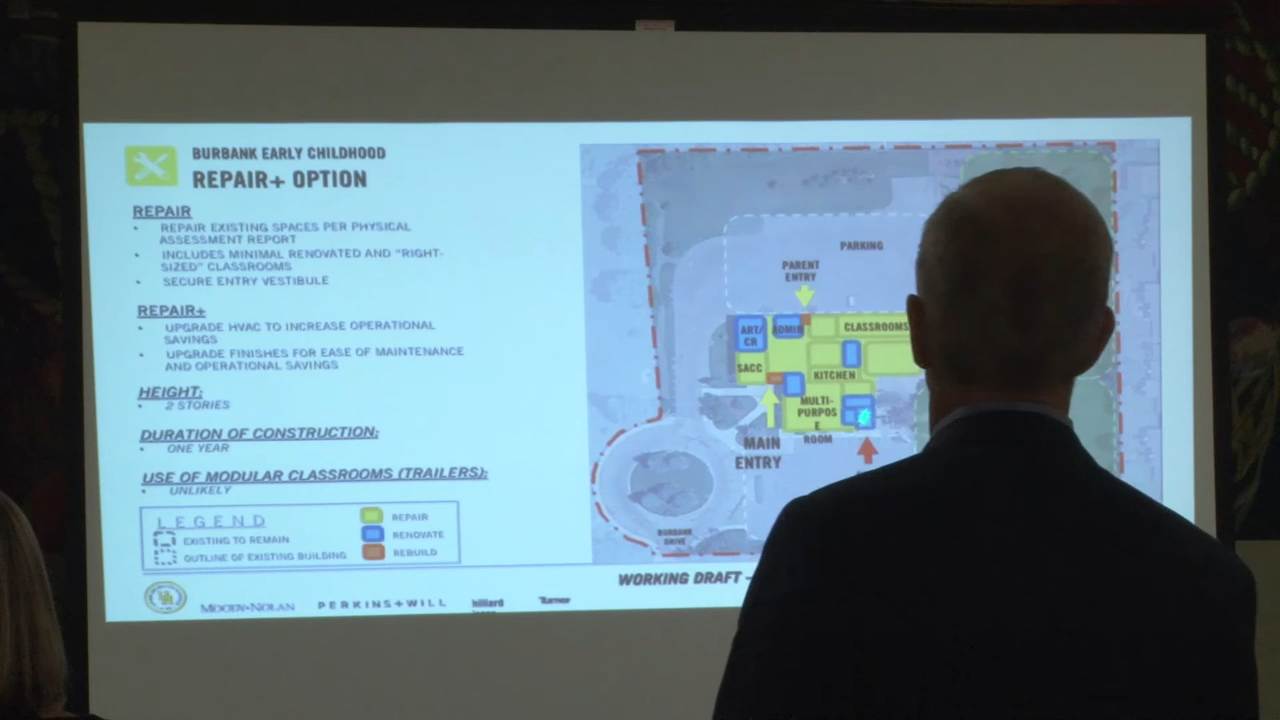 BURBANK EARLY CHILDHOOD
REPAIR+ OPTION
REPAIR
• REPAIR EXISTING SPACES PER PHYSICAL
ASSESSMENT REPORT
• INCLUDES MINIMAL RENOVATED AND "RIGHT-
SIZED" CLASSROOMS
• SECURE ENTRY VESTIBULE
REPAIR+
• UPGRADE HVAC TO INCREASE OPERATIONAL
SAVINGS
• UPGRADE FINISHES FOR EASE OF MAINTENANCE
AND OPERATIONAL SAVINGS
HEIGHT:
• 2 STORIES
DURATION OF CONSTRUCTION:
• ONE YEAR
USE OF MODULAR CLASSROOMS (TRAILERS):
• UNLIKELY
LEGEND
EXISTING TO REMAIN
OUTLINE OF EXISTING BUILDING
REPAIR
RENOVATE
REBUILD
PARKING
PARENT
ENTRY
ART/
CR
ADMIN
CLASSROOMS
SACC
KITCHEN
MULTI-
PURPOS
E
ROOM
MAIN
ENTRY
BURBANK
DRIVE
WORKING DRAFT -
MOODY•NOLAN
PERKINS+WILL
hilliard
Turner